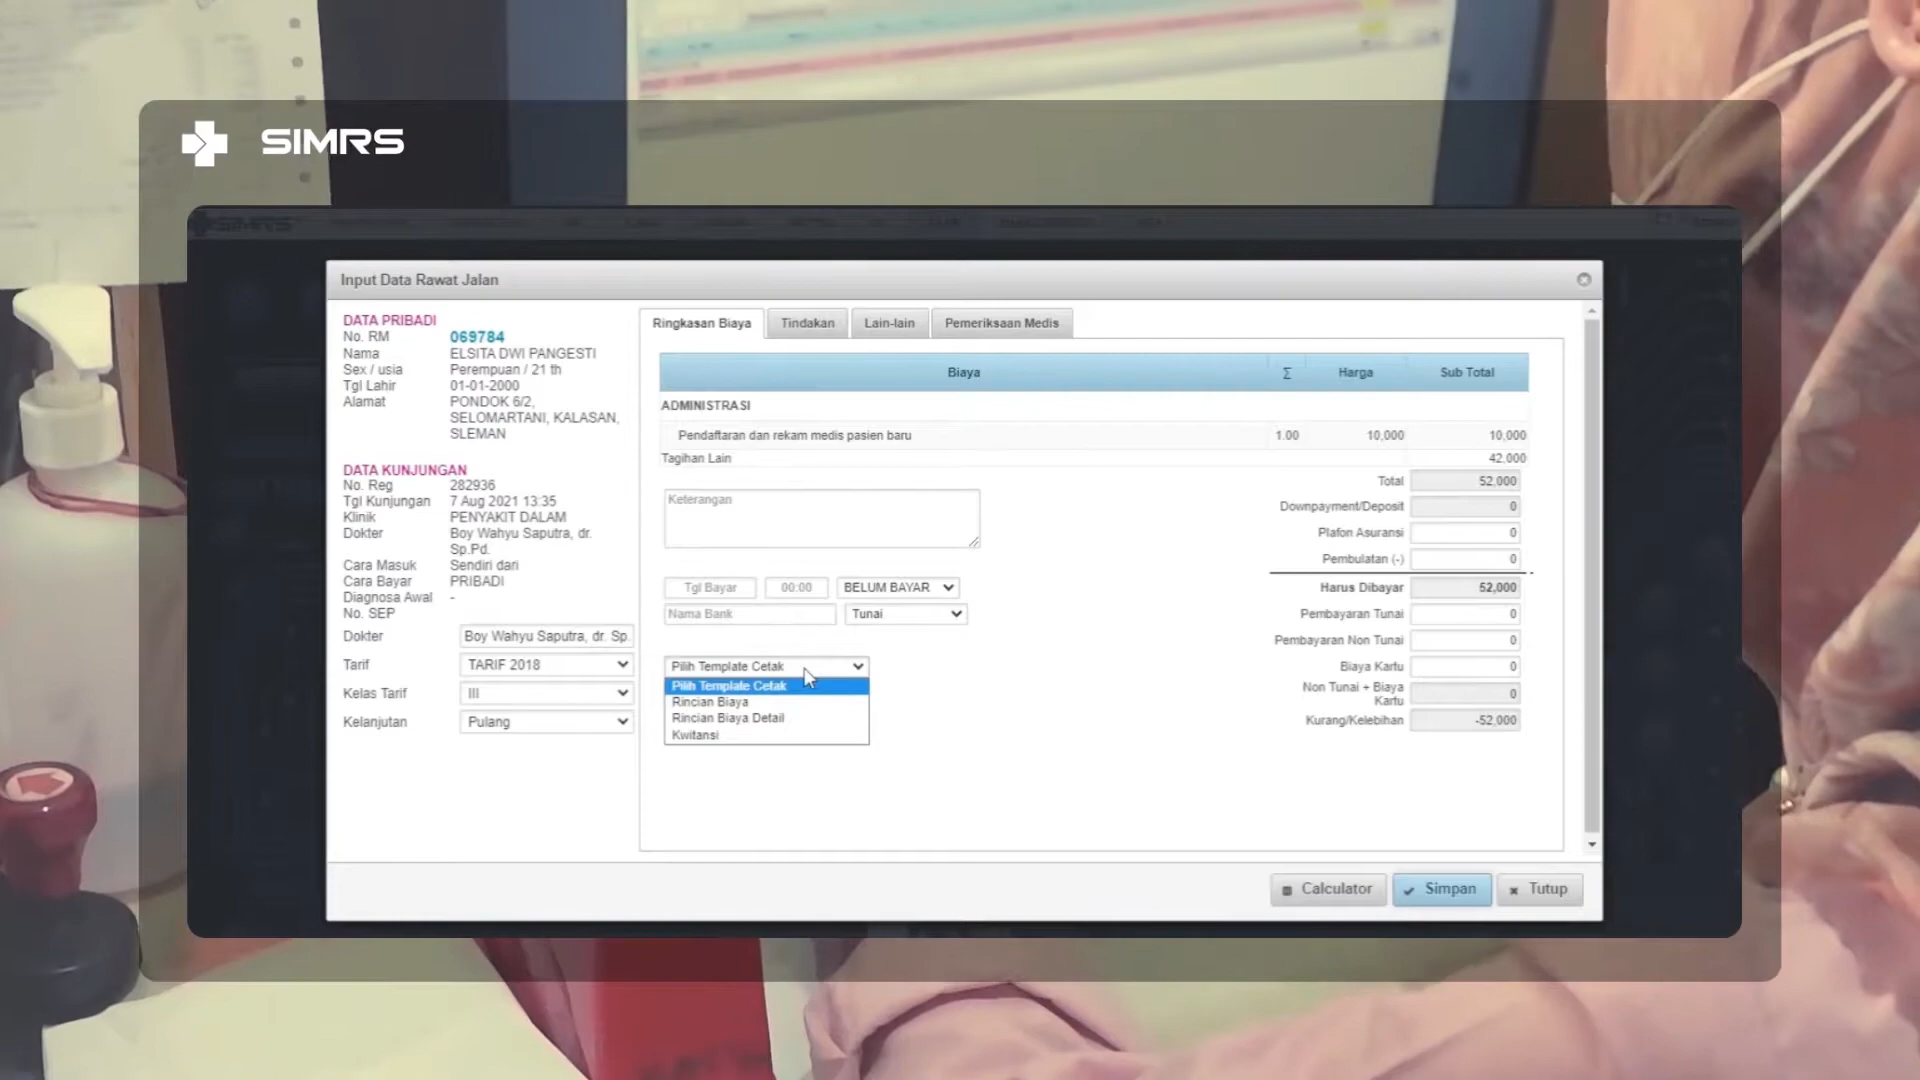 SIMRS
SIMRS
Input Data Rawat Jalan
DATA PRIBADI
No. RM 069784
Nama ELSITA DWI PANGESTI
Sex / usia Perempuan / 21 th
Tgl Lahir 01-01-2000
Alamat PONDOK 6/2,
SELOMARTANI, KALASAN,
SLEMAN
DATA KUNJUNGAN
No. Reg 282936
Tgl Kunjungan 7 Aug 2021 13:35
Klinik PENYAKIT DALAM
Dokter Boy Wahyu Saputra, dr.
Sp.Pd.
Cara Masuk Sendiri dari
Cara Bayar PRIBADI
Diagnosa Awal -
No. SEP
Dokter Boy Wahyu Saputra, dr. Sp.
Tarif TARIF 2018
Kelas Tarif III
Kelanjutan Pulang
Ringkasan Biaya Tindakan Lain-lain Pemeriksaan Medis
Biaya Σ Harga Sub Total
ADMINISTRASI
Pendaftaran dan rekam medis pasien baru 1.00 10,000 10,000
Tagihan Lain 42,000
Total 52,000
Keterangan
Downpayment/Deposit 0
Plafon Asuransi 0
Pembulatan (-) 0
Tgl Bayar 00:00 BELUM BAYAR
Harus Dibayar 52,000
Nama Bank Tunai
Pembayaran Tunai 0
Pembayaran Non Tunai 0
Pilih Template Cetak
Biaya Kartu 0
Pilih Template Cetak
Rincian Biaya
Rincian Biaya Detail
Kwitansi
Non Tunai + Biaya
Kartu 0
Kurang/Kelebihan -52,000
Calculator Simpan Tutup